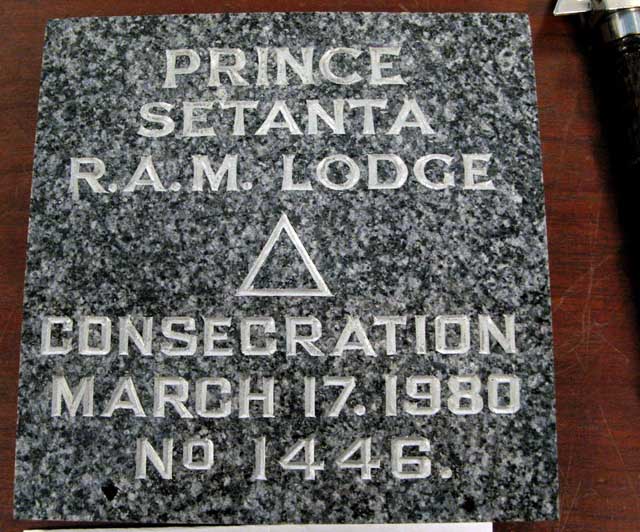 PRINCE
SETANTA
R.A.M. LODGE
CONSECRATION
MARCH 17. 1980
No 1446.